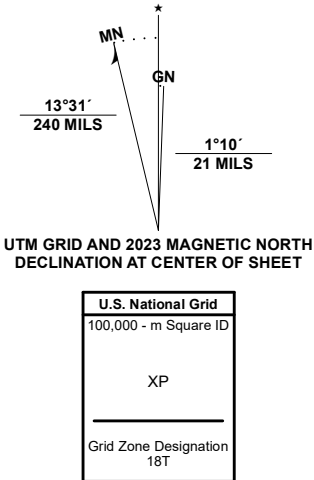 ★
MN
GN
13°31´
240 MILS
1°10´
21 MILS
UTM GRID AND 2023 MAGNETIC NORTH
DECLINATION AT CENTER OF SHEET
U.S. National Grid
100,000 - m Square ID
XP
Grid Zone Designation
18T